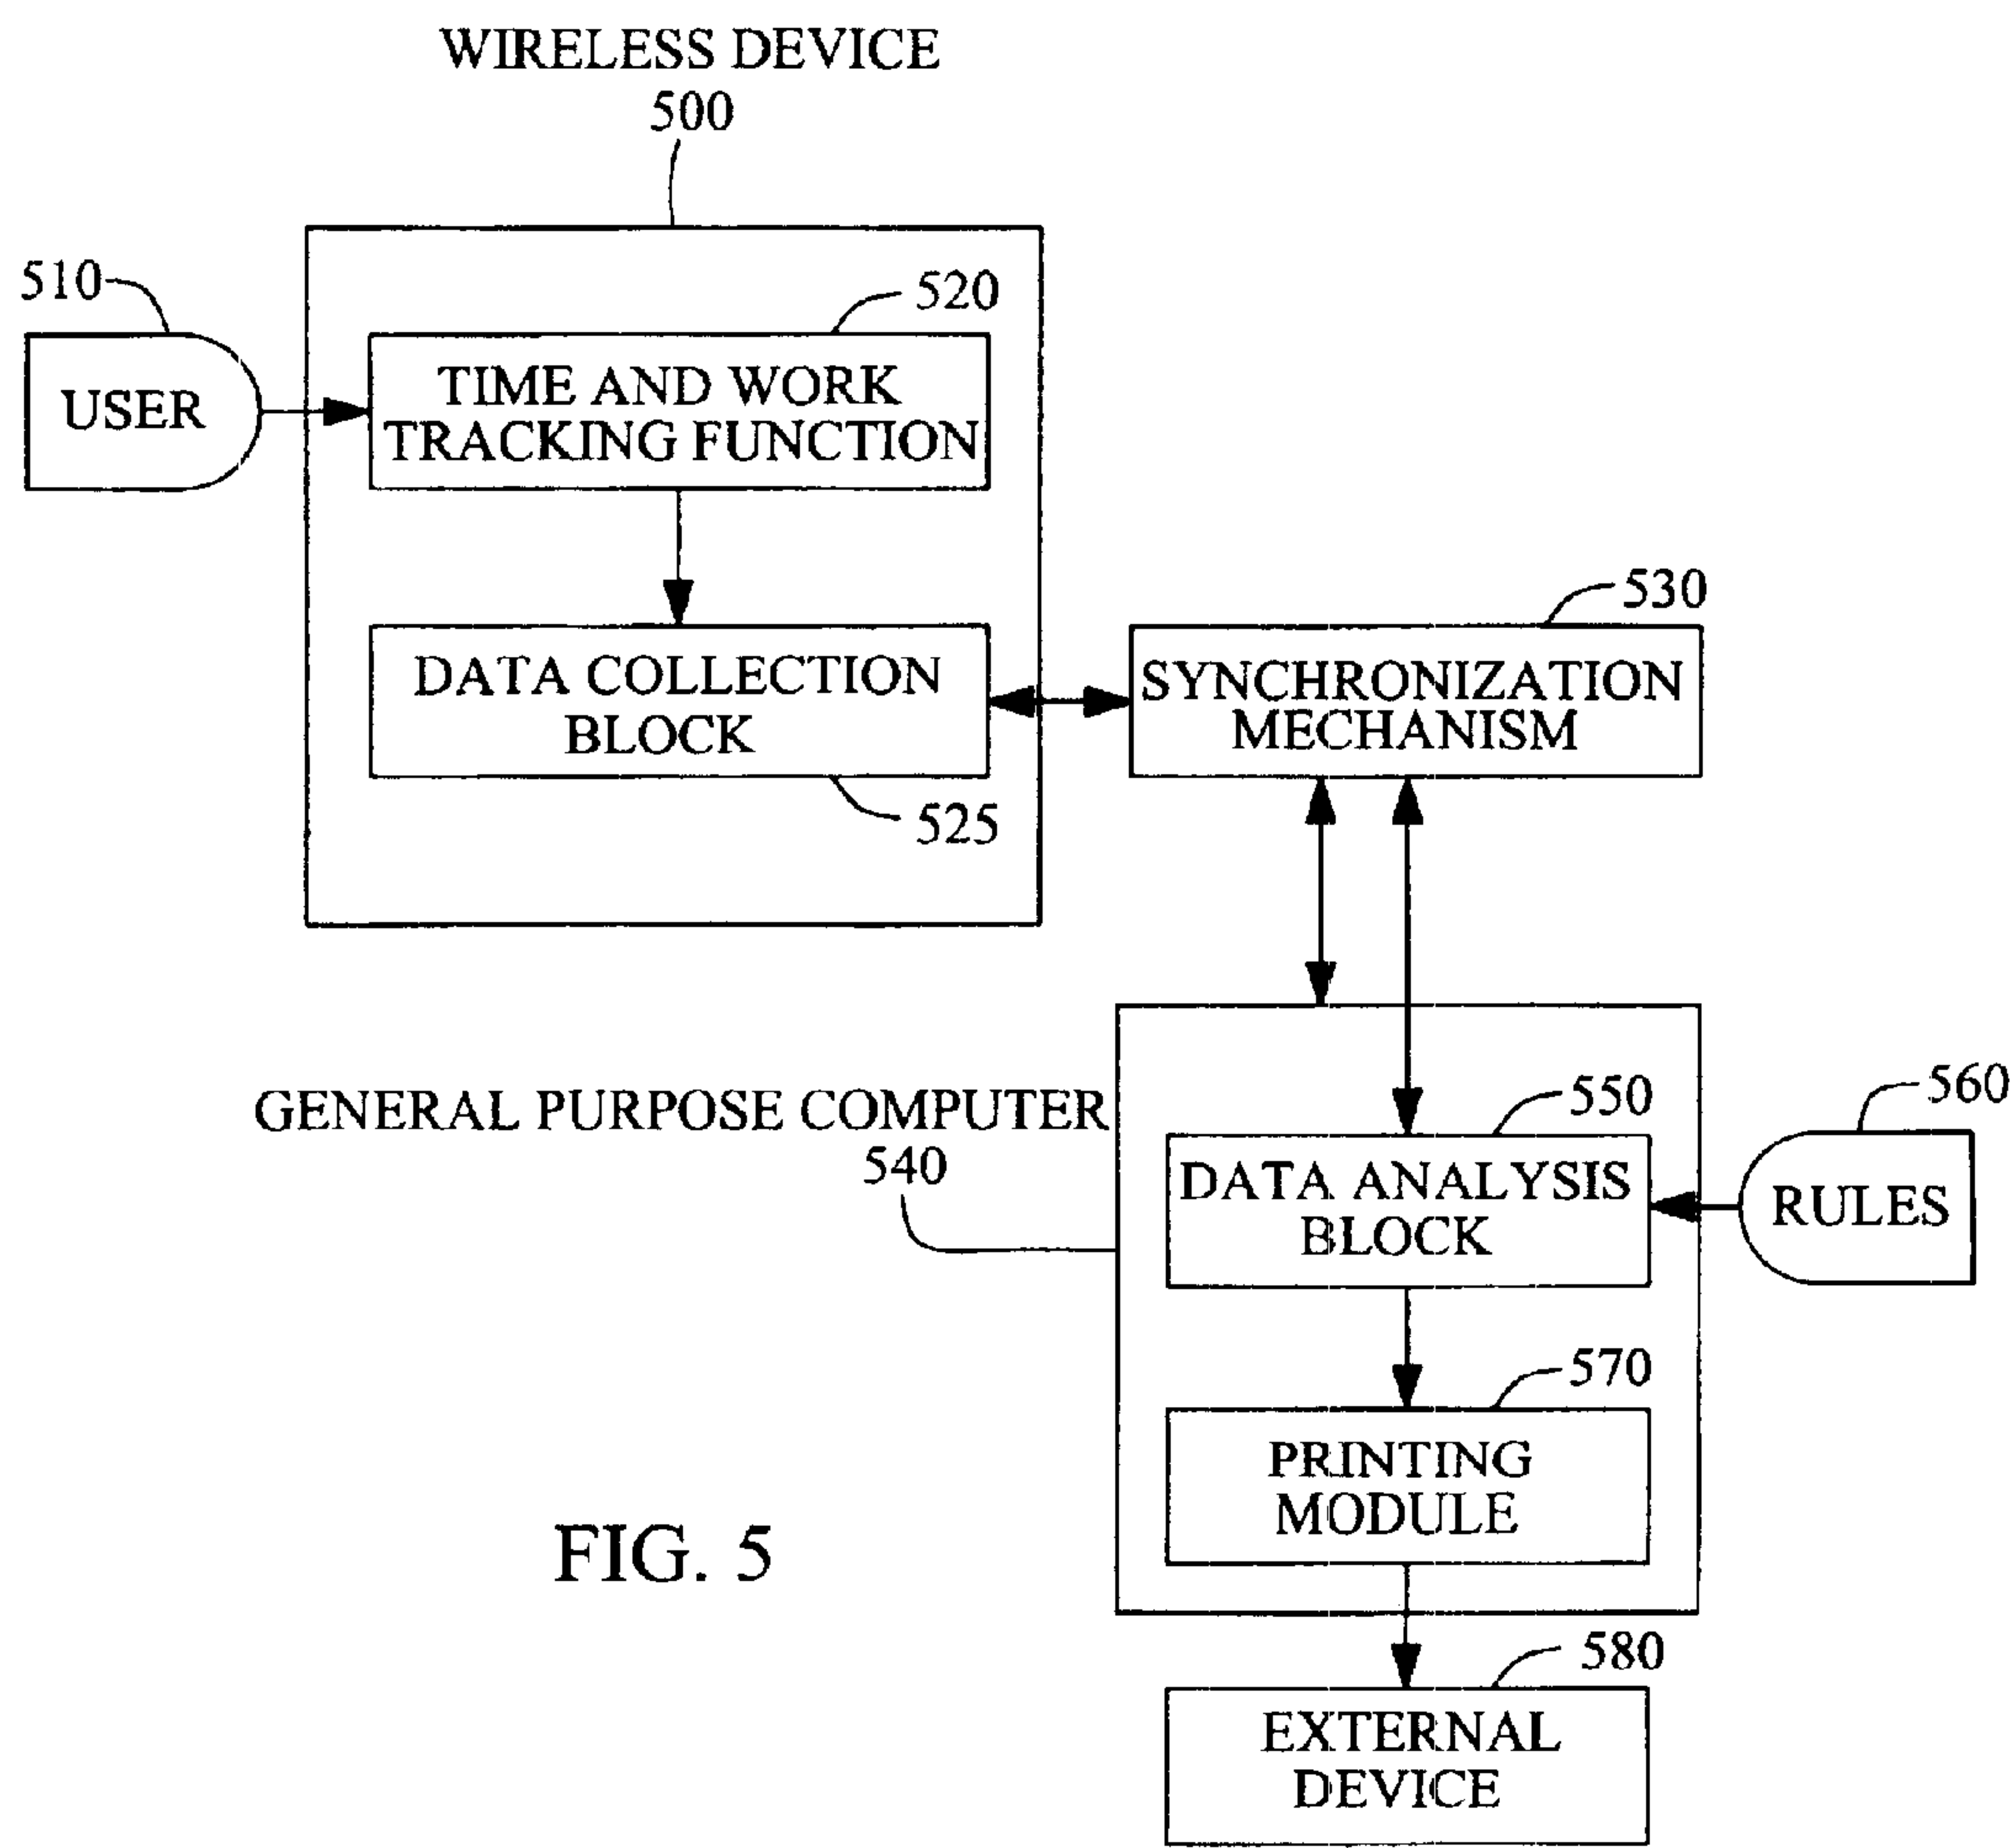 WIRELESS DEVICE
500
510
520
USER
TIME AND WORK
TRACKING FUNCTION
530
DATA COLLECTION
BLOCK
SYNCHRONIZATION
MECHANISM
525
GENERAL PURPOSE COMPUTER
540
550
560
DATA ANALYSIS
BLOCK
RULES
570
PRINTING
MODULE
FIG. 5
580
EXTERNAL
DEVICE